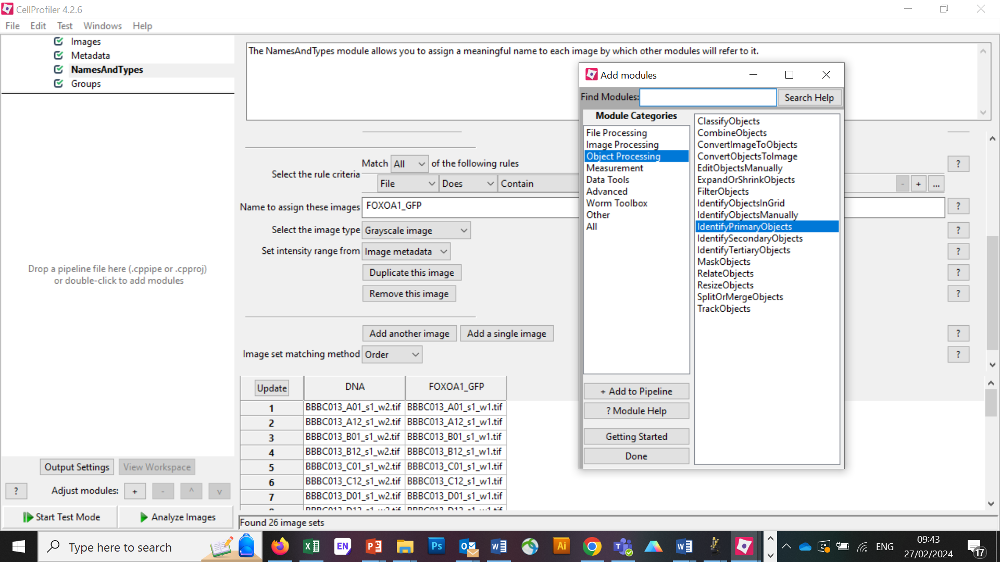 CellProfiler 4.2.6
File Edit Test Windows Help
Images
Metadata
NamesAndTypes
Groups
Drop a pipeline file here (.cppipe or .cpproj)
or double-click to add modules
Output Settings View Workspace
? Adjust modules: + - ^ v
Start Test Mode Analyze Images
The NamesAndTypes module allows you to assign a meaningful name to each image by which other modules will refer to it.
Match All of the following rules ?
Select the rule criteria
File Does Contain - + ...
Name to assign these images FOXOA1_GFP ?
Select the image type Grayscale image ?
Set intensity range from Image metadata ?
Duplicate this image ?
Remove this image ?
Add another image Add a single image ?
Image set matching method Order ?
Update DNA FOXOA1_GFP
1 BBBC013_A01_s1_w2.tif BBBC013_A01_s1_w1.tif
2 BBBC013_A12_s1_w2.tif BBBC013_A12_s1_w1.tif
3 BBBC013_B01_s1_w2.tif BBBC013_B01_s1_w1.tif
4 BBBC013_B12_s1_w2.tif BBBC013_B12_s1_w1.tif
5 BBBC013_C01_s1_w2.tif BBBC013_C01_s1_w1.tif
6 BBBC013_C12_s1_w2.tif BBBC013_C12_s1_w1.tif
7 BBBC013_D01_s1_w2.tif BBBC013_D01_s1_w1.tif
Found 26 image sets
Add modules
Find Modules: Search Help
Module Categories
File Processing
Image Processing
Object Processing
Measurement
Data Tools
Advanced
Worm Toolbox
Other
All
+ Add to Pipeline
? Module Help
Getting Started
Done
ClassifyObjects
CombineObjects
ConvertImageToObjects
ConvertObjectsToImage
EditObjectsManually
ExpandOrShrinkObjects
FilterObjects
IdentifyObjectsInGrid
IdentifyObjectsManually
IdentifyPrimaryObjects
IdentifySecondaryObjects
IdentifyTertiaryObjects
MaskObjects
RelateObjects
ResizeObjects
SplitOrMergeObjects
TrackObjects
Type here to search
EN
Ps
Ai
ENG
09:43
27/02/2024
17